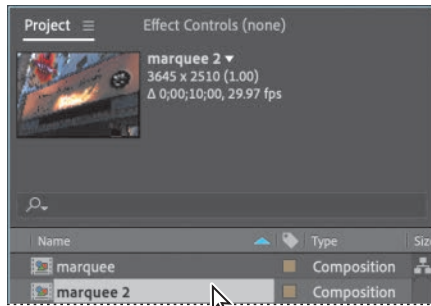 Project Effect Controls (none)
marquee 2
3645 x 2510 (1.00)
Δ 0;00;10;00, 29.97 fps
Name Type
marquee Composition
marquee 2 Composition